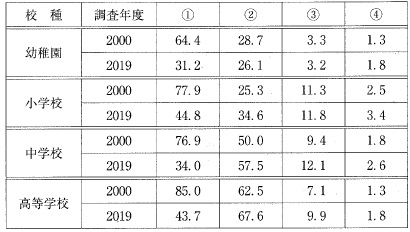 校 種 調査年度 ① ② ③ ④
幼稚園 2000 64.4 28.7 3.3 1.3
2019 31.2 26.1 3.2 1.8
小学校 2000 77.9 25.3 11.3 2.5
2019 44.8 34.6 11.8 3.4
中学校 2000 76.9 50.0 9.4 1.8
2019 34.0 57.5 12.1 2.6
高等学校 2000 85.0 62.5 7.1 1.3
2019 43.7 67.6 9.9 1.8